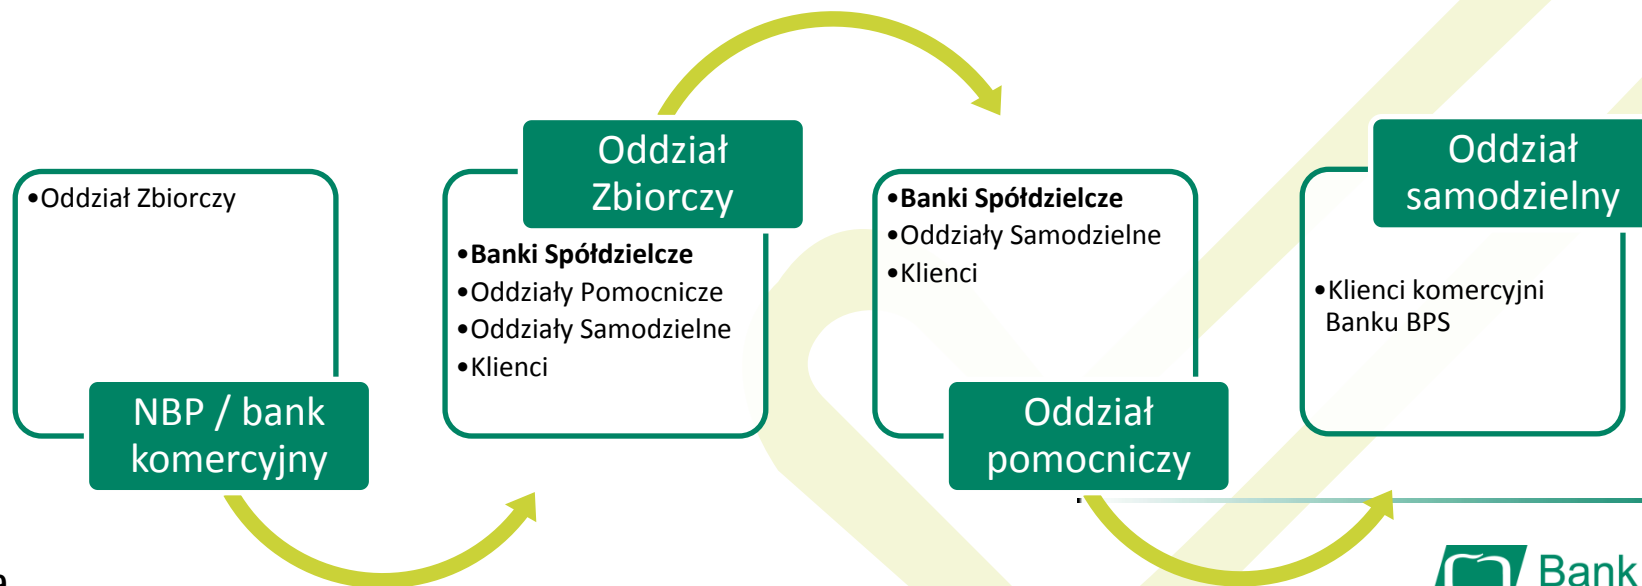 •Oddział Zbiorczy
NBP / bank
komercyjny
Oddział
Zbiorczy
•Banki Spółdzielcze
•Oddziały Pomocnicze
•Oddziały Samodzielne
•Klienci
•Banki Spółdzielcze
•Oddziały Samodzielne
•Klienci
Oddział
pomocniczy
Oddział
samodzielny
•Klienci komercyjni
Banku BPS
Bank